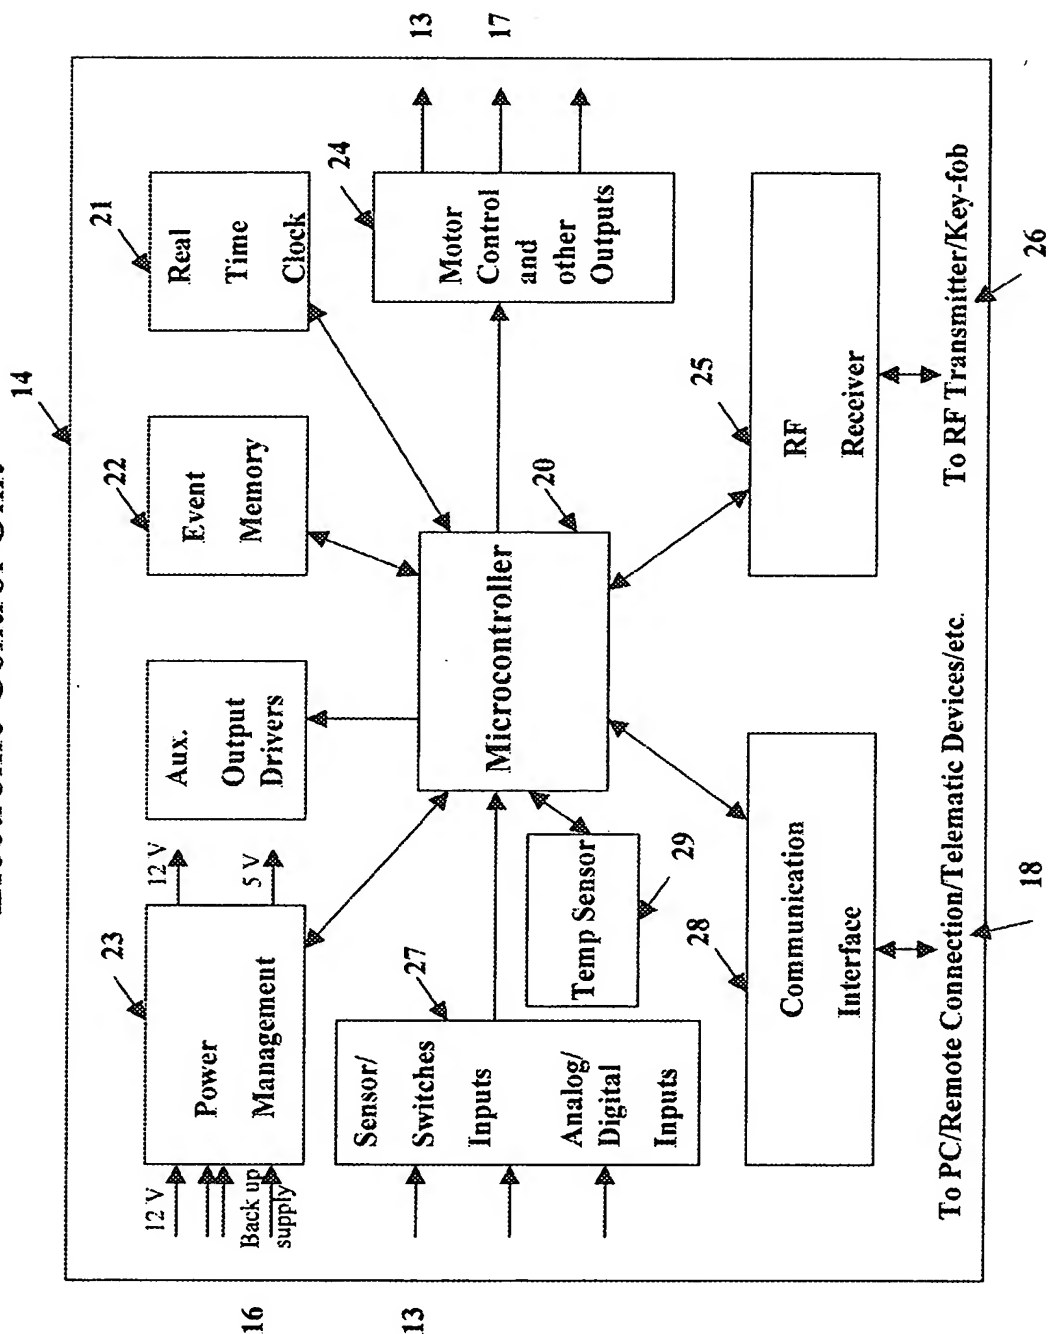 Electronic Control Unit
14
16
12 V
Back up
supply
23
Power
Management
12 V
5 V
Aux.
Output
Drivers
22
Event
Memory
21
Real
Time
Clock
13
Sensor/
Switches
Inputs
Analog/
Digital
Inputs
27
Temp Sensor
29
Microcontroller
20
24
Motor
Control
and
other
Outputs
13
17
28
Communication
Interface
25
RF
Receiver
To PC/Remote Connection/Telematic Devices/etc.
18
To RF Transmitter/Key-fob
26